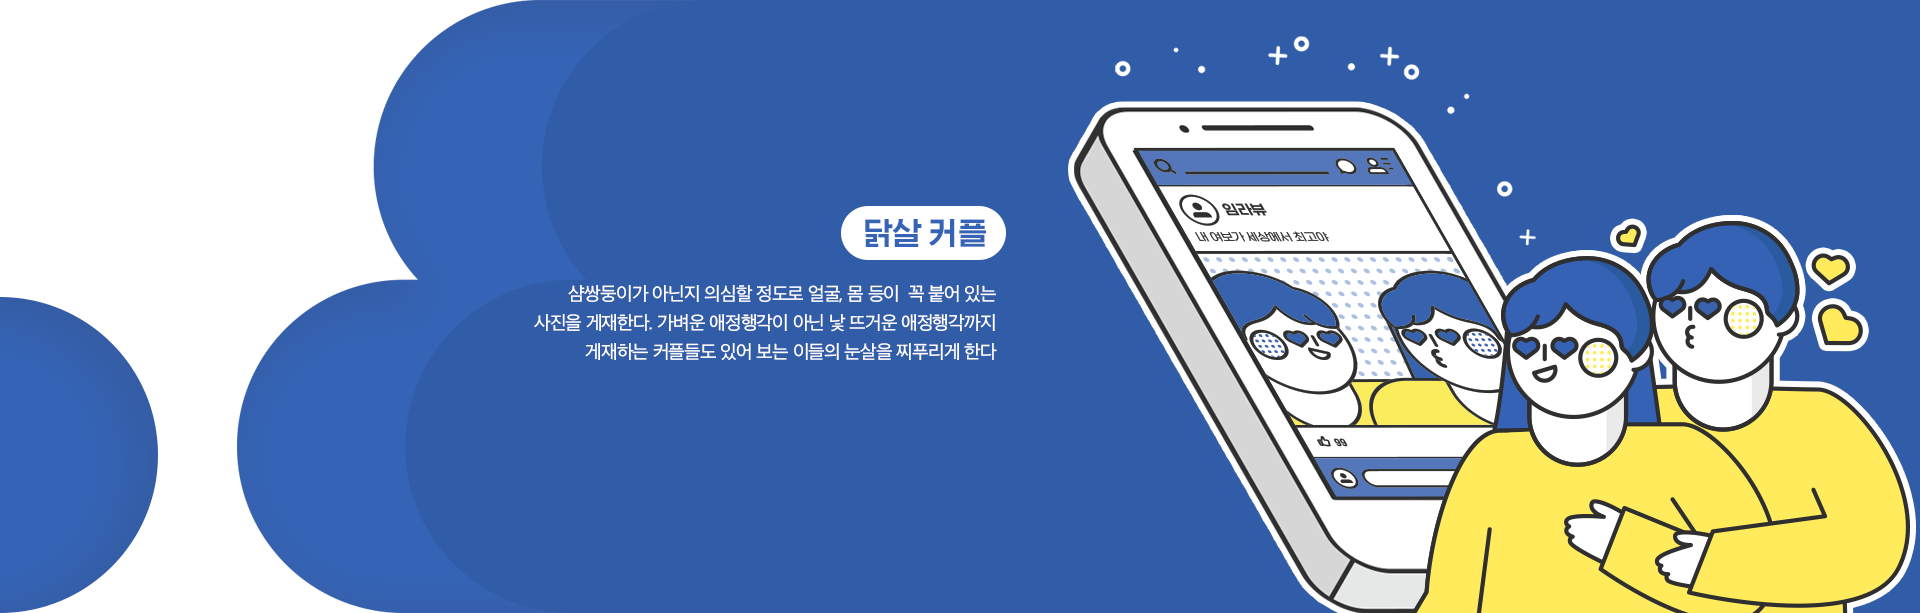 닭살 커플
샴쌍둥이가 아닌지 의심할 정도로 얼굴, 몸 등이 꼭 붙어 있는
사진을 게재한다. 가벼운 애정행각이 아닌 낯 뜨거운 애정행각까지
게재하는 커플들도 있어 보는 이들의 눈살을 찌푸리게 한다
임라뷰
내 여보가 세상에서 최고야
99